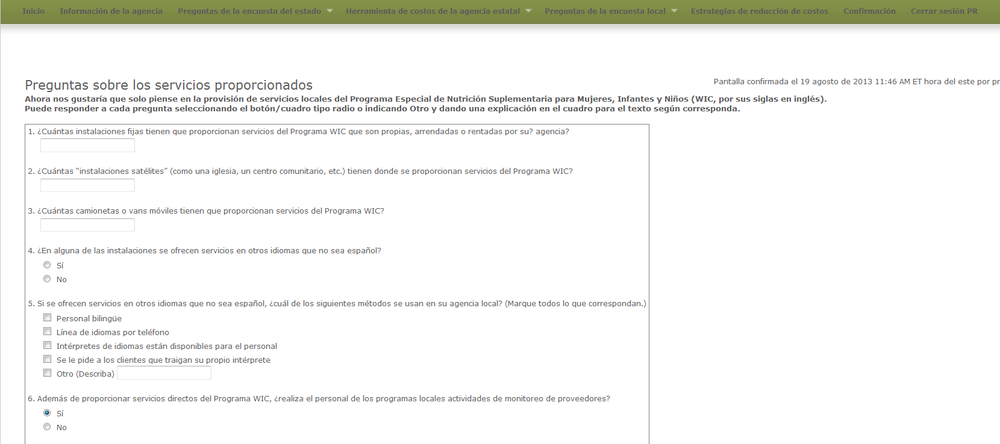 Inicio Información de la agencia Preguntas de la encuesta del estado Herramienta de costos de la agencia estatal Preguntas de la encuesta local Estrategias de reducción de costos Confirmación Cerrar sesión PR
Preguntas sobre los servicios proporcionados
Pantalla confirmada el 19 agosto de 2013 11:46 AM ET hora del este por pr
Ahora nos gustaría que solo piense en la provisión de servicios locales del Programa Especial de Nutrición Suplementaria para Mujeres, Infantes y Niños (WIC, por sus siglas en inglés).
Puede responder a cada pregunta seleccionando el botón/cuadro tipo radio o indicando Otro y dando una explicación en el cuadro para el texto según corresponda.
1. ¿Cuántas instalaciones fijas tienen que proporcionan servicios del Programa WIC que son propias, arrendadas o rentadas por su? agencia?
2. ¿Cuántas “instalaciones satélites” (como una iglesia, un centro comunitario, etc.) tienen donde se proporcionan servicios del Programa WIC?
3. ¿Cuántas camionetas o vans móviles tienen que proporcionan servicios del Programa WIC?
4. ¿En alguna de las instalaciones se ofrecen servicios en otros idiomas que no sea español?
Sí
No
5. Si se ofrecen servicios en otros idiomas que no sea español, ¿cuál de los siguientes métodos se usan en su agencia local? (Marque todos lo que correspondan.)
Personal bilingüe
Línea de idiomas por teléfono
Intérpretes de idiomas están disponibles para el personal
Se le pide a los clientes que traigan su propio intérprete
Otro (Describa)
6. Además de proporcionar servicios directos del Programa WIC, ¿realiza el personal de los programas locales actividades de monitoreo de proveedores?
Sí
No